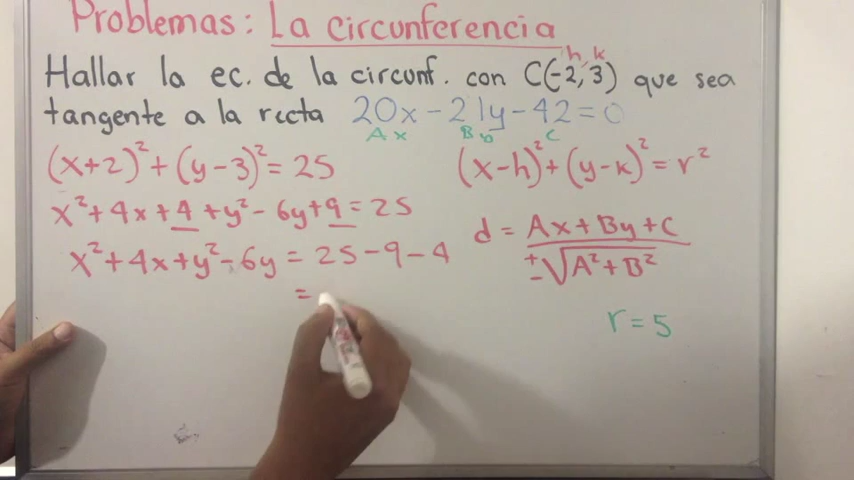 Problemas: La circunferencia
h, k
Hallar la ec. de la circunf. con C(-2, 3) que sea
tangente a la recta 20x - 21y - 42 = 0
A x B y C
(x+2)² + (y-3)² = 25
(x-h)² + (y-k)² = r²
x² + 4x + 4 + y² - 6y + 9 = 25
d = Ax + By + C / ±√A² + B²
x² + 4x + y² - 6y = 25 - 9 - 4
=
r = 5